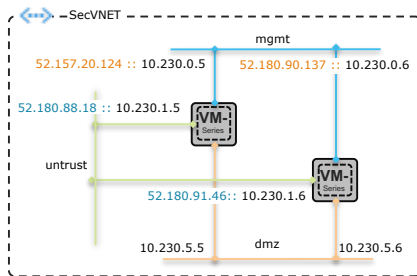 SecVNET
mgmt
52.157.20.124 :: 10.230.0.5
52.180.90.137 :: 10.230.0.6
52.180.88.18 :: 10.230.1.5
VM-
Series
untrust
VM-
Series
52.180.91.46:: 10.230.1.6
10.230.5.5
dmz
10.230.5.6